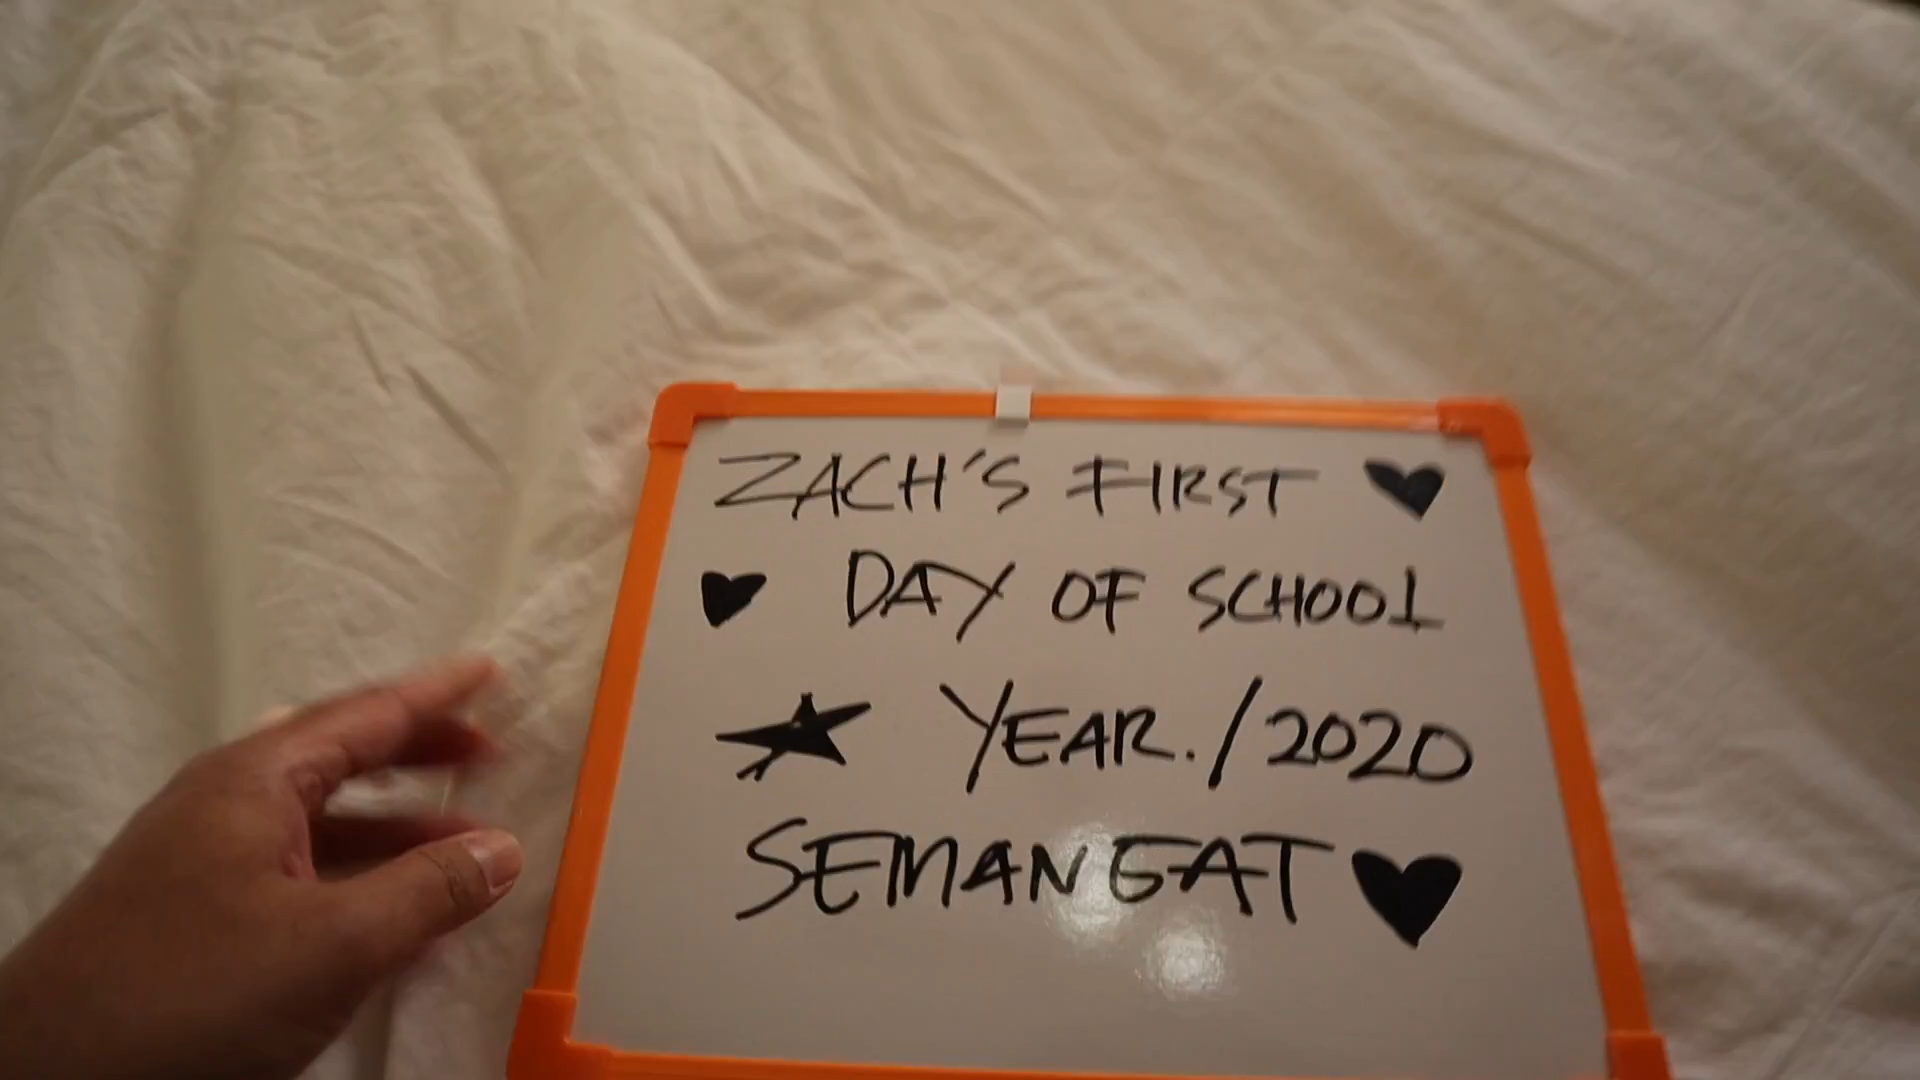 ZACH'S FIRST
DAY OF SCHOOL
YEAR./2020
SEMANGAT